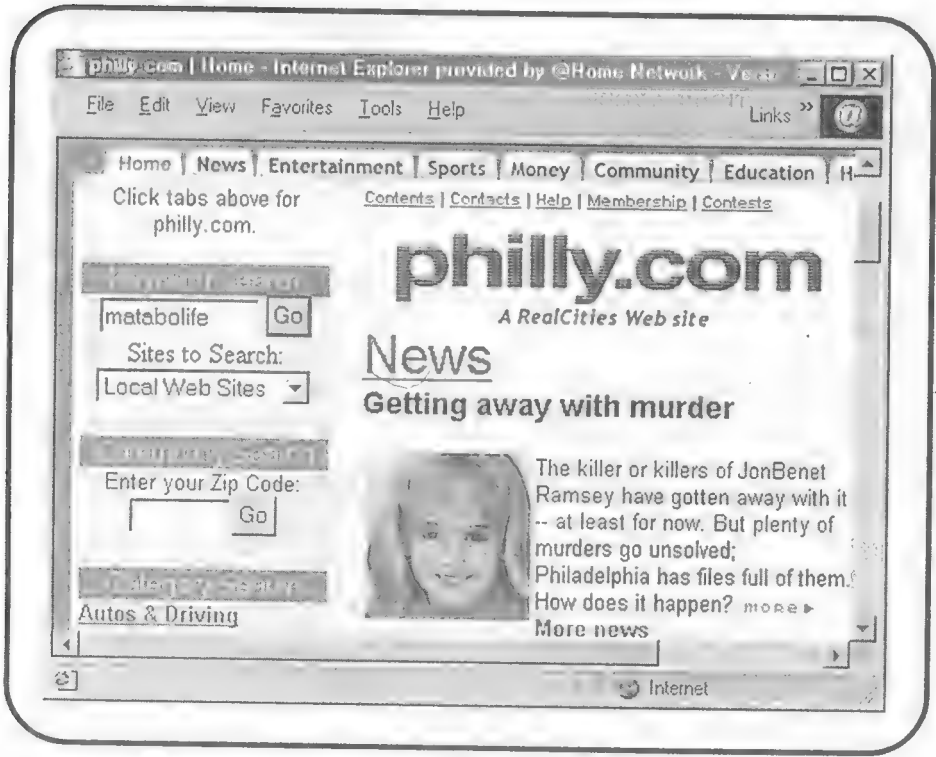 philly.com | Home - Internet Explorer provided by @Home Network -
File Edit View Favorites Tools Help Links »
Home News Entertainment Sports Money Community Education H
Click tabs above for
philly.com.
matabolife Go
Sites to Search:
Local Web Sites
Enter your Zip Code:
Go
Autos & Driving
Contents | Contacts | Help | Membership | Contests
philly.com
A RealCities Web site
News
Getting away with murder
The killer or killers of JonBenet
Ramsey have gotten away with it
-- at least for now. But plenty of
murders go unsolved;
Philadelphia has files full of them.
How does it happen? more
More news
Internet